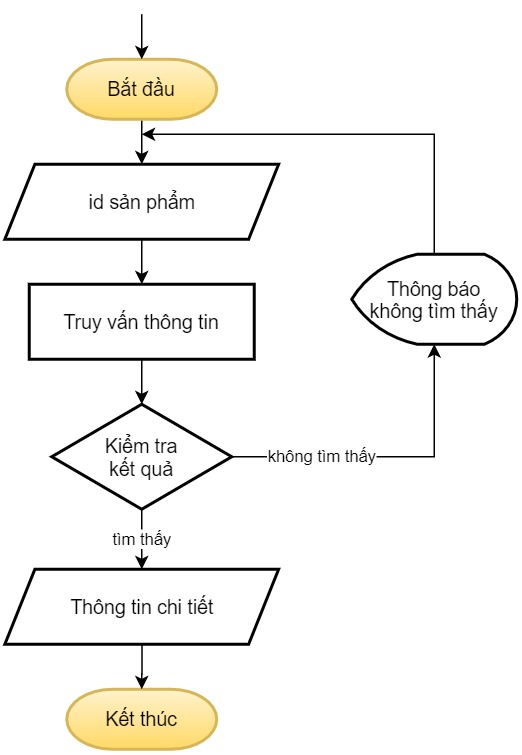 Bắt đầu
id sản phẩm
Thông báo
không tìm thấy
Truy vấn thông tin
Kiểm tra
kết quả
không tìm thấy
tìm thấy
Thông tin chi tiết
Kết thúc